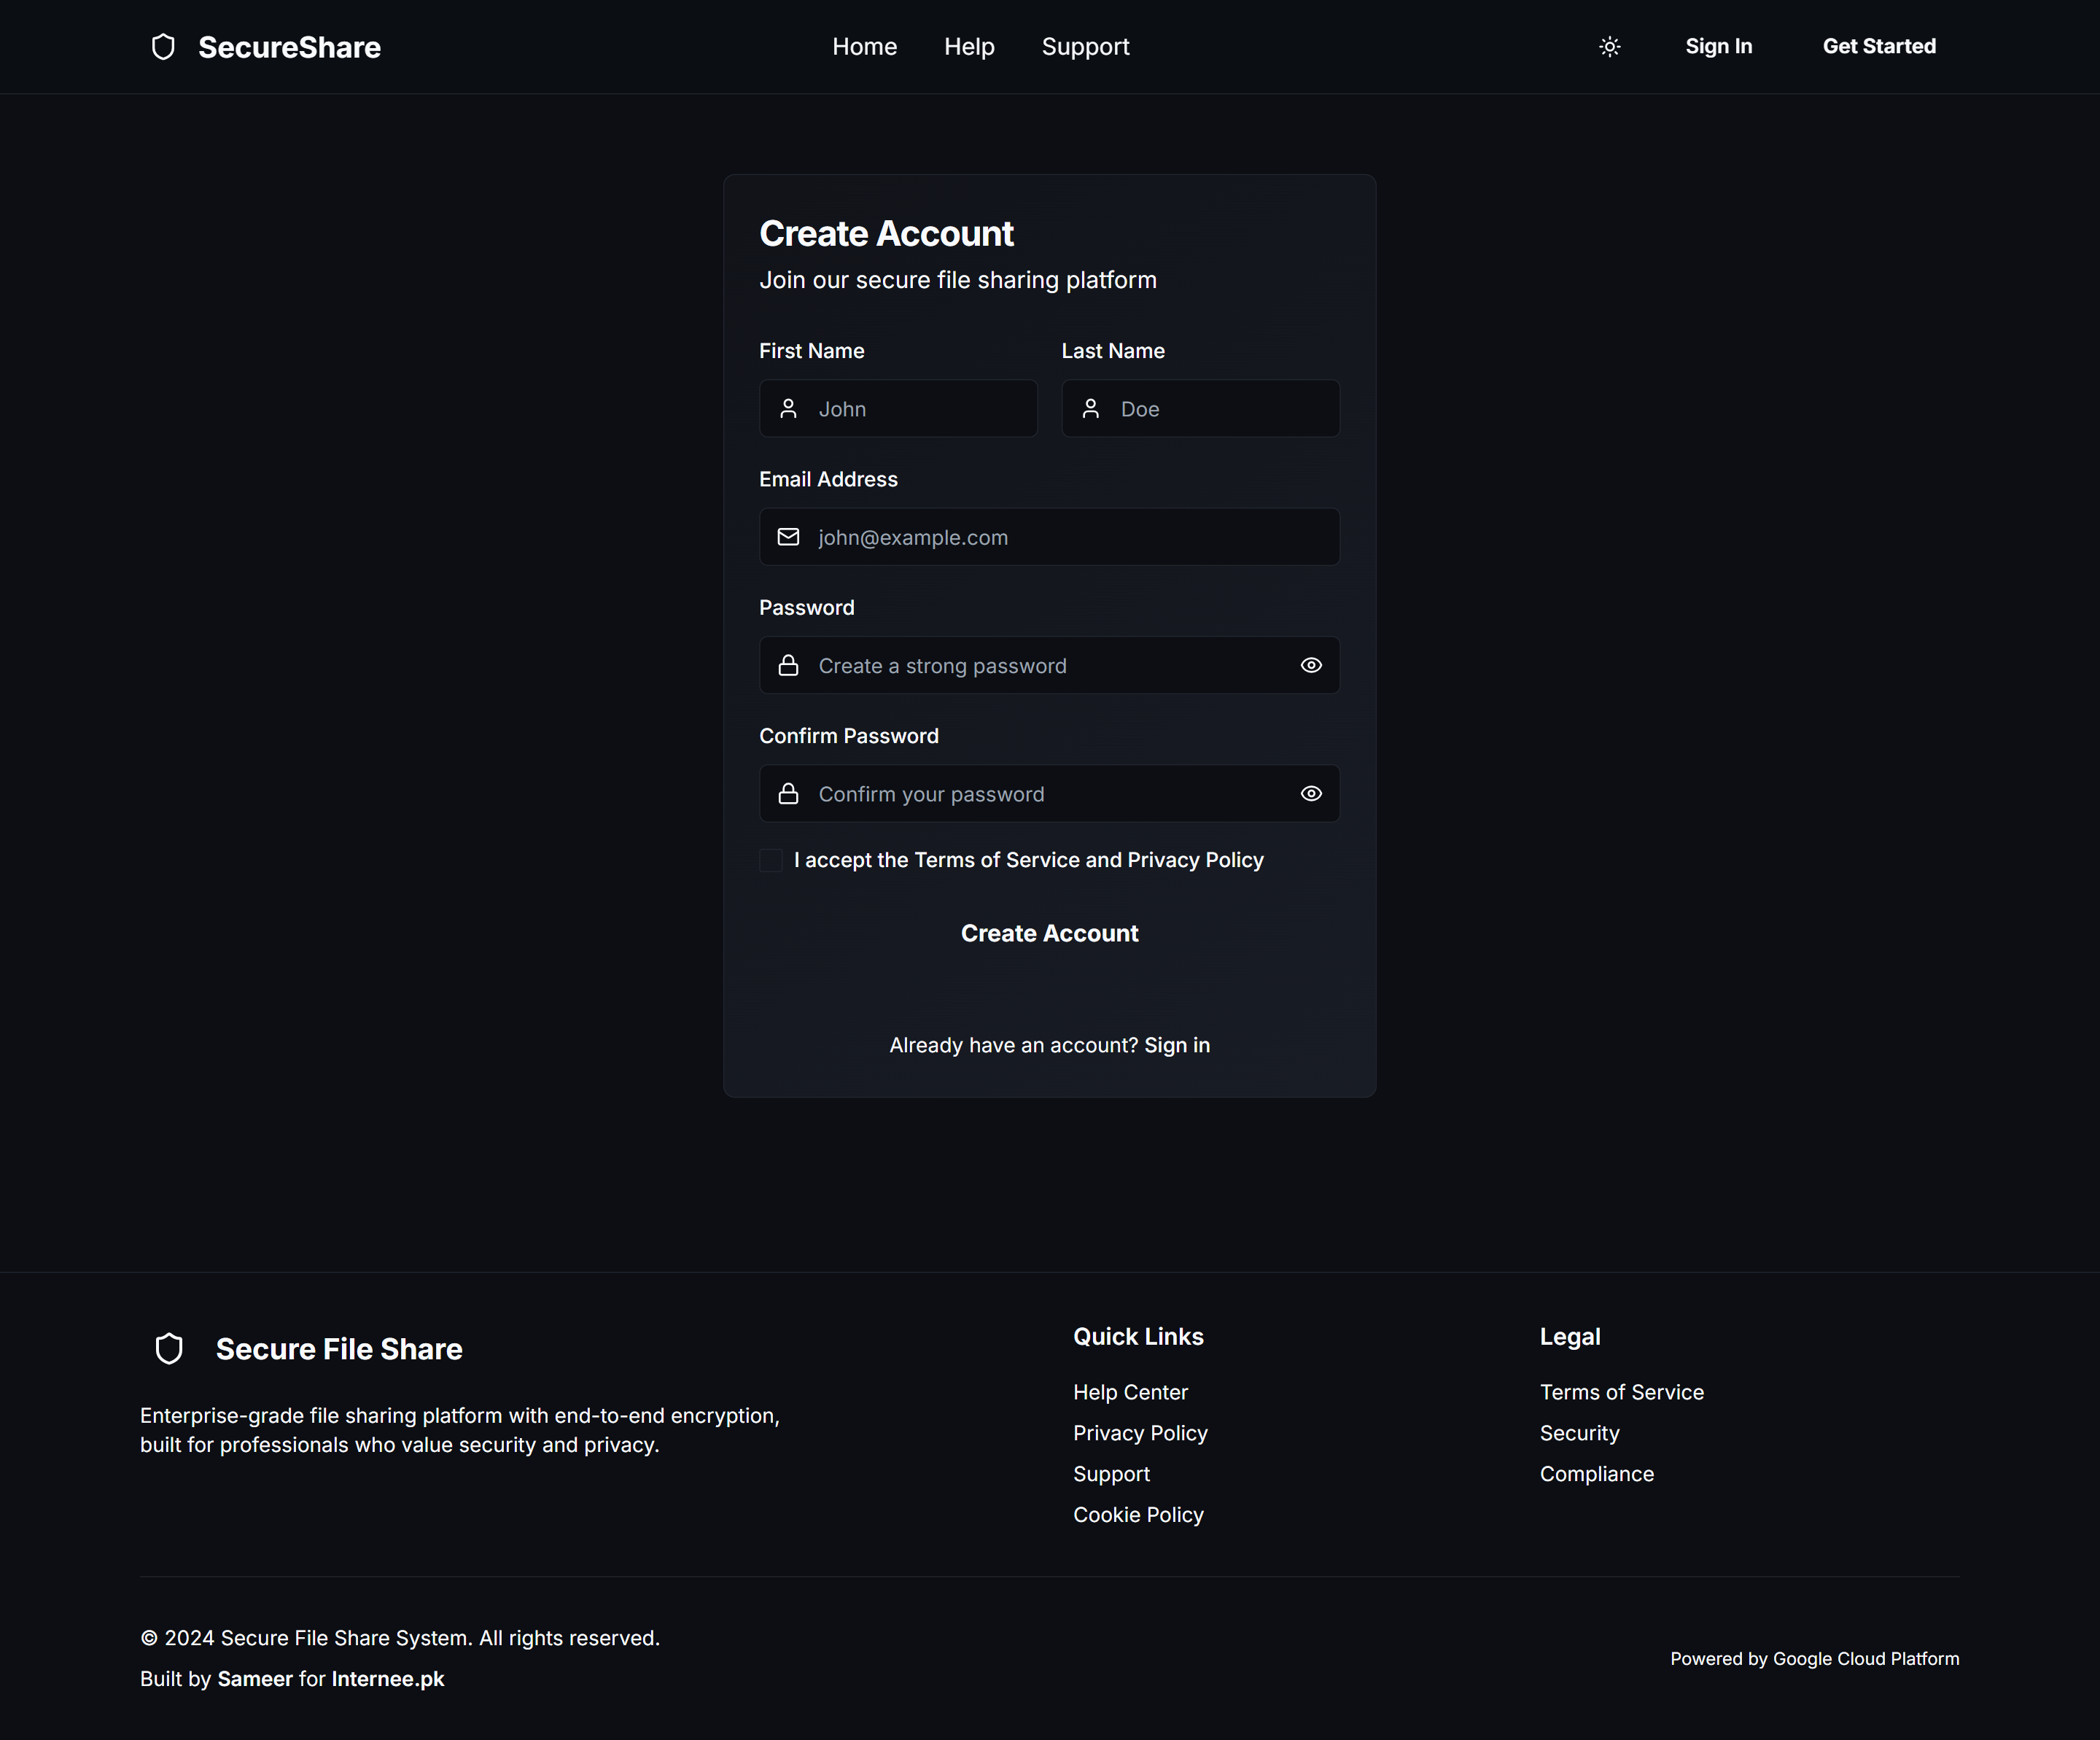 SecureShare
Home Help Support
Sign In Get Started
Create Account
Join our secure file sharing platform
First Name Last Name
John Doe
Email Address
john@example.com
Password
Create a strong password
Confirm Password
Confirm your password
I accept the Terms of Service and Privacy Policy
Create Account
Already have an account? Sign in
Secure File Share
Enterprise-grade file sharing platform with end-to-end encryption,
built for professionals who value security and privacy.
Quick Links
Help Center
Privacy Policy
Support
Cookie Policy
Legal
Terms of Service
Security
Compliance
© 2024 Secure File Share System. All rights reserved.
Built by Sameer for Internee.pk
Powered by Google Cloud Platform